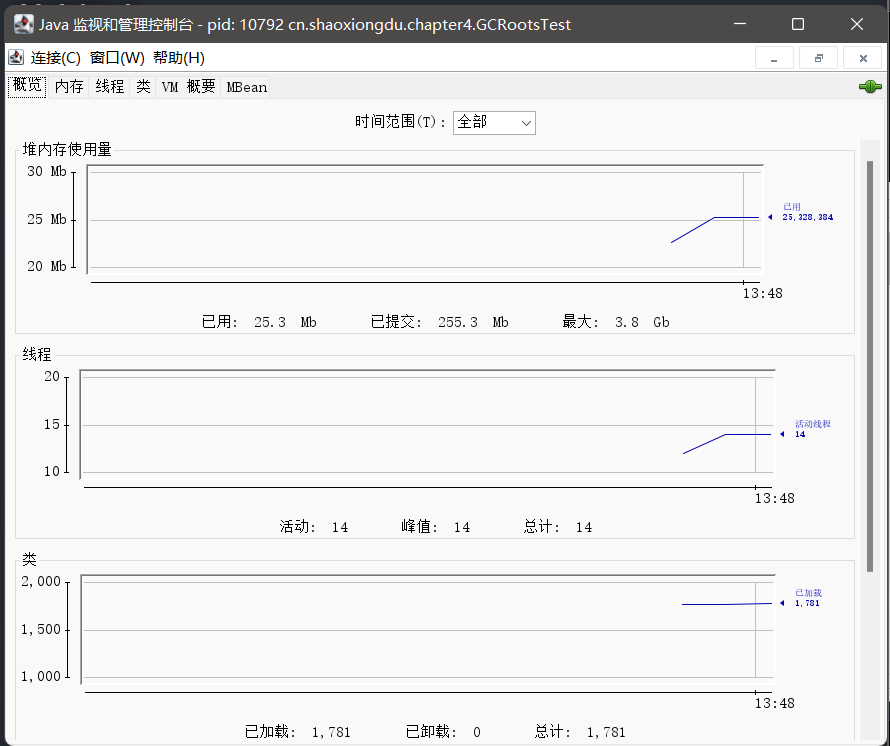 Java 监视和管理控制台 - pid: 10792 cn.shaoxiongdu.chapter4.GCRootsTest
连接(C) 窗口(W) 帮助(H)
概览 内存 线程 类 VM 概要 MBean
时间范围(T): 全部
堆内存使用量
30 Mb
25 Mb
20 Mb
已用
25,328,384
13:48
已用: 25.3 Mb 已提交: 255.3 Mb 最大: 3.8 Gb
线程
20
15
10
活动线程
14
13:48
活动: 14 峰值: 14 总计: 14
类
2,000
1,500
1,000
已加载
1,781
13:48
已加载: 1,781 已卸载: 0 总计: 1,781